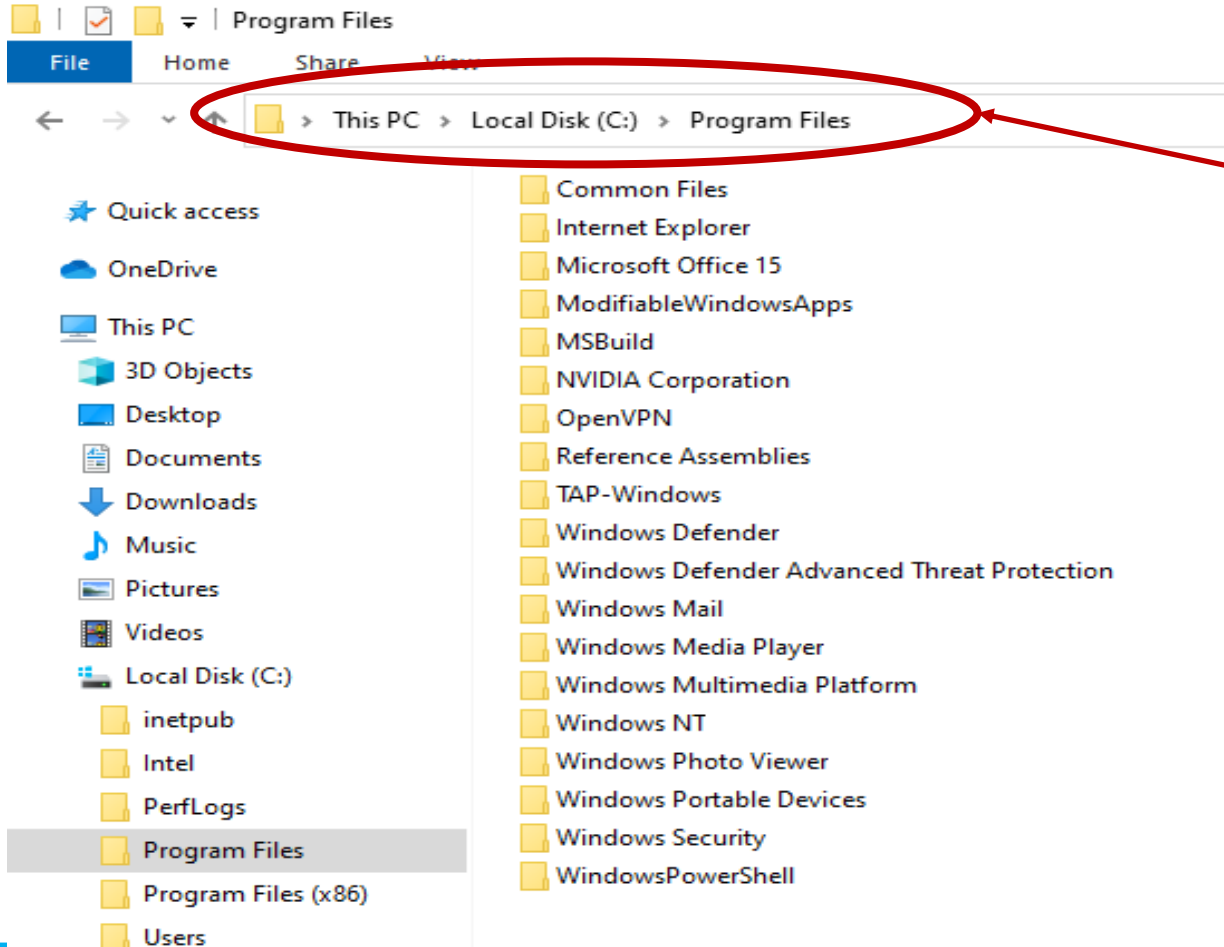 Program Files
File Home Share View
This PC > Local Disk (C:) > Program Files
Quick access
OneDrive
This PC
3D Objects
Desktop
Documents
Downloads
Music
Pictures
Videos
Local Disk (C:)
inetpub
Intel
PerfLogs
Program Files
Program Files (x86)
Users
Common Files
Internet Explorer
Microsoft Office 15
ModifiableWindowsApps
MSBuild
NVIDIA Corporation
OpenVPN
Reference Assemblies
TAP-Windows
Windows Defender
Windows Defender Advanced Threat Protection
Windows Mail
Windows Media Player
Windows Multimedia Platform
Windows NT
Windows Photo Viewer
Windows Portable Devices
Windows Security
WindowsPowerShell